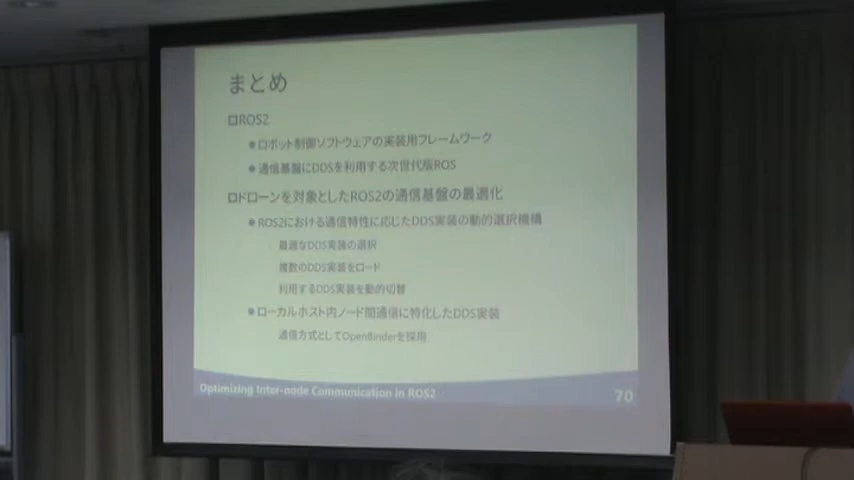 まとめ
ROS2
ロボット制御ソフトウェアの実装用フレームワーク
通信基盤にDDSを利用する次世代版ROS
ドローンを対象としたROS2の通信基盤の最適化
ROS2における通信特性に応じたDDS実装の動的選択機構
最適なDDS実装の選択
複数のDDS実装をロード
利用するDDS実装を動的切替
ローカルホスト内ノード間通信に特化したDDS実装
通信方式としてOpenBinderを採用
Optimizing Inter-node Communication in ROS2
70